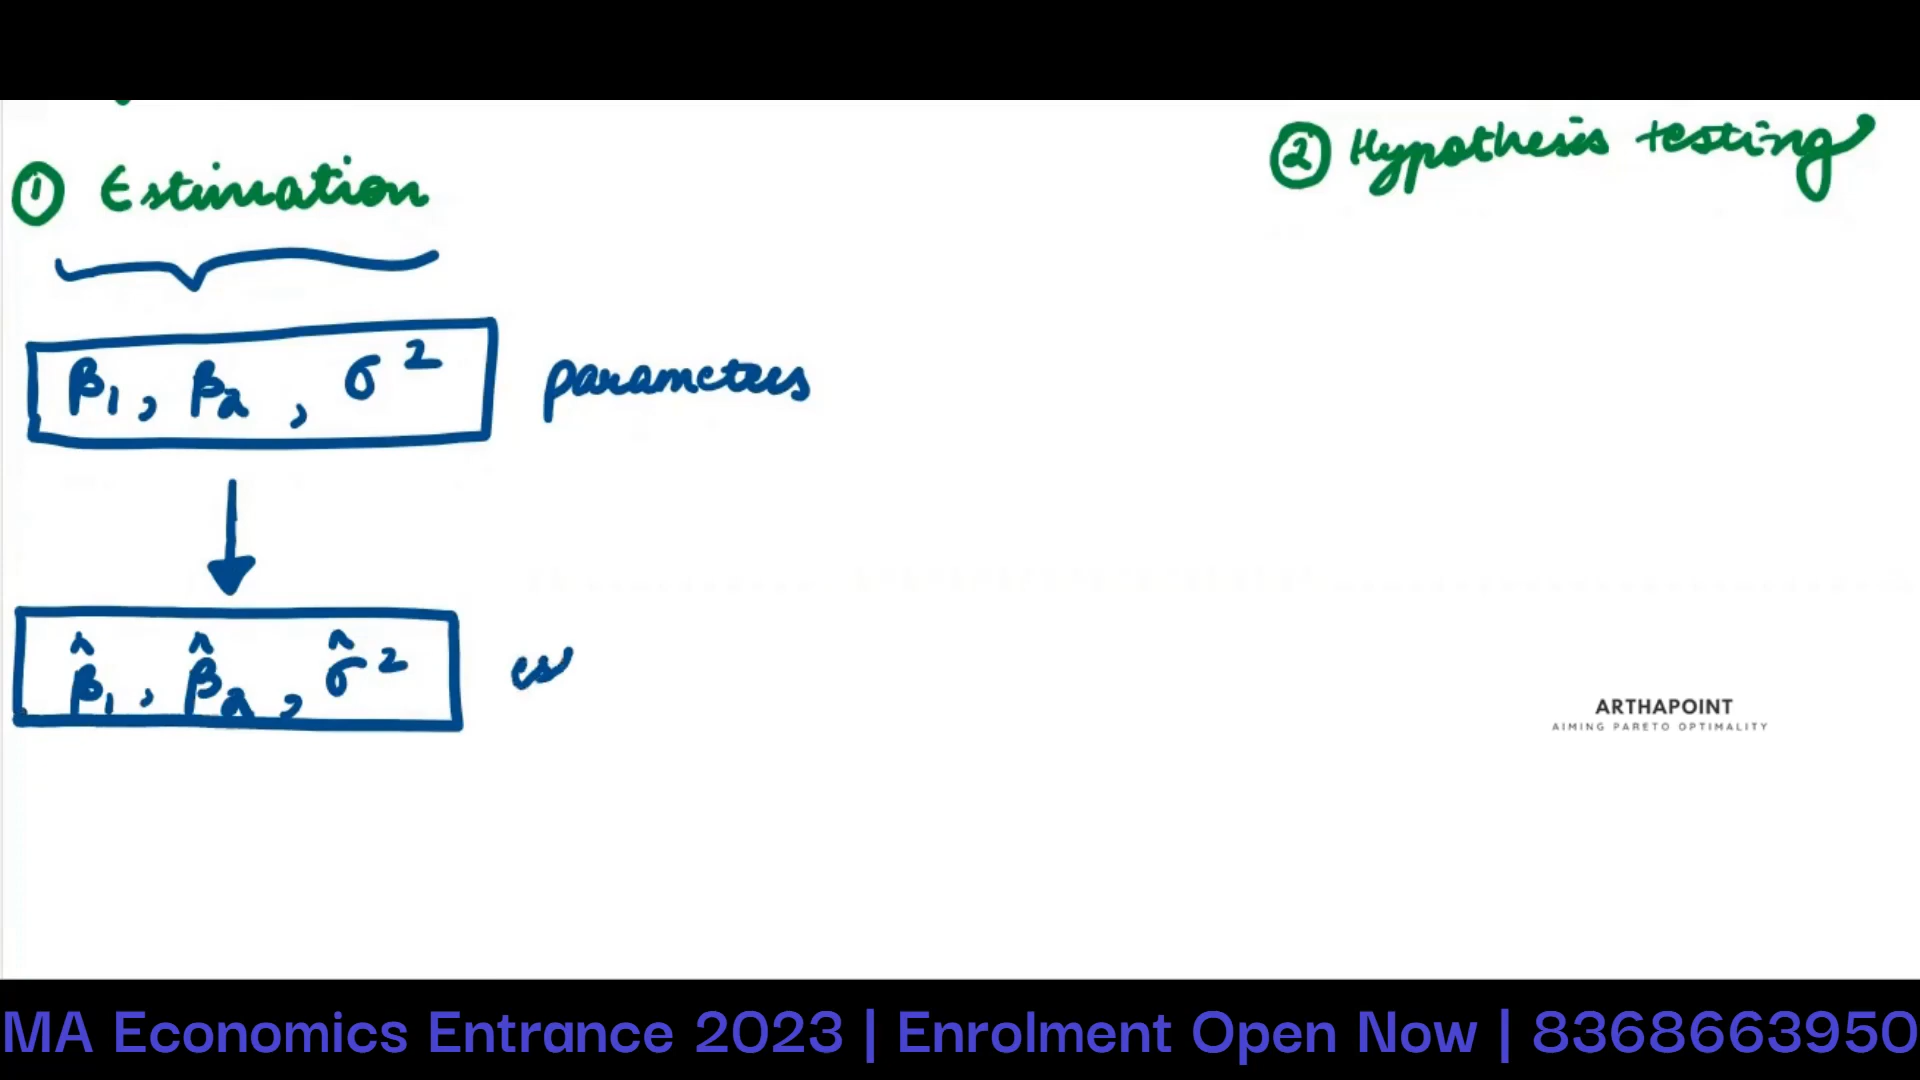 ① Estimation
② Hypothesis testing
β₁, β₂, σ²
parameters
β̂₁, β̂₂, σ̂²
es
ARTHAPOINT
AIMING PARETO OPTIMALITY
MA Economics Entrance 2023 | Enrolment Open Now | 8368663950